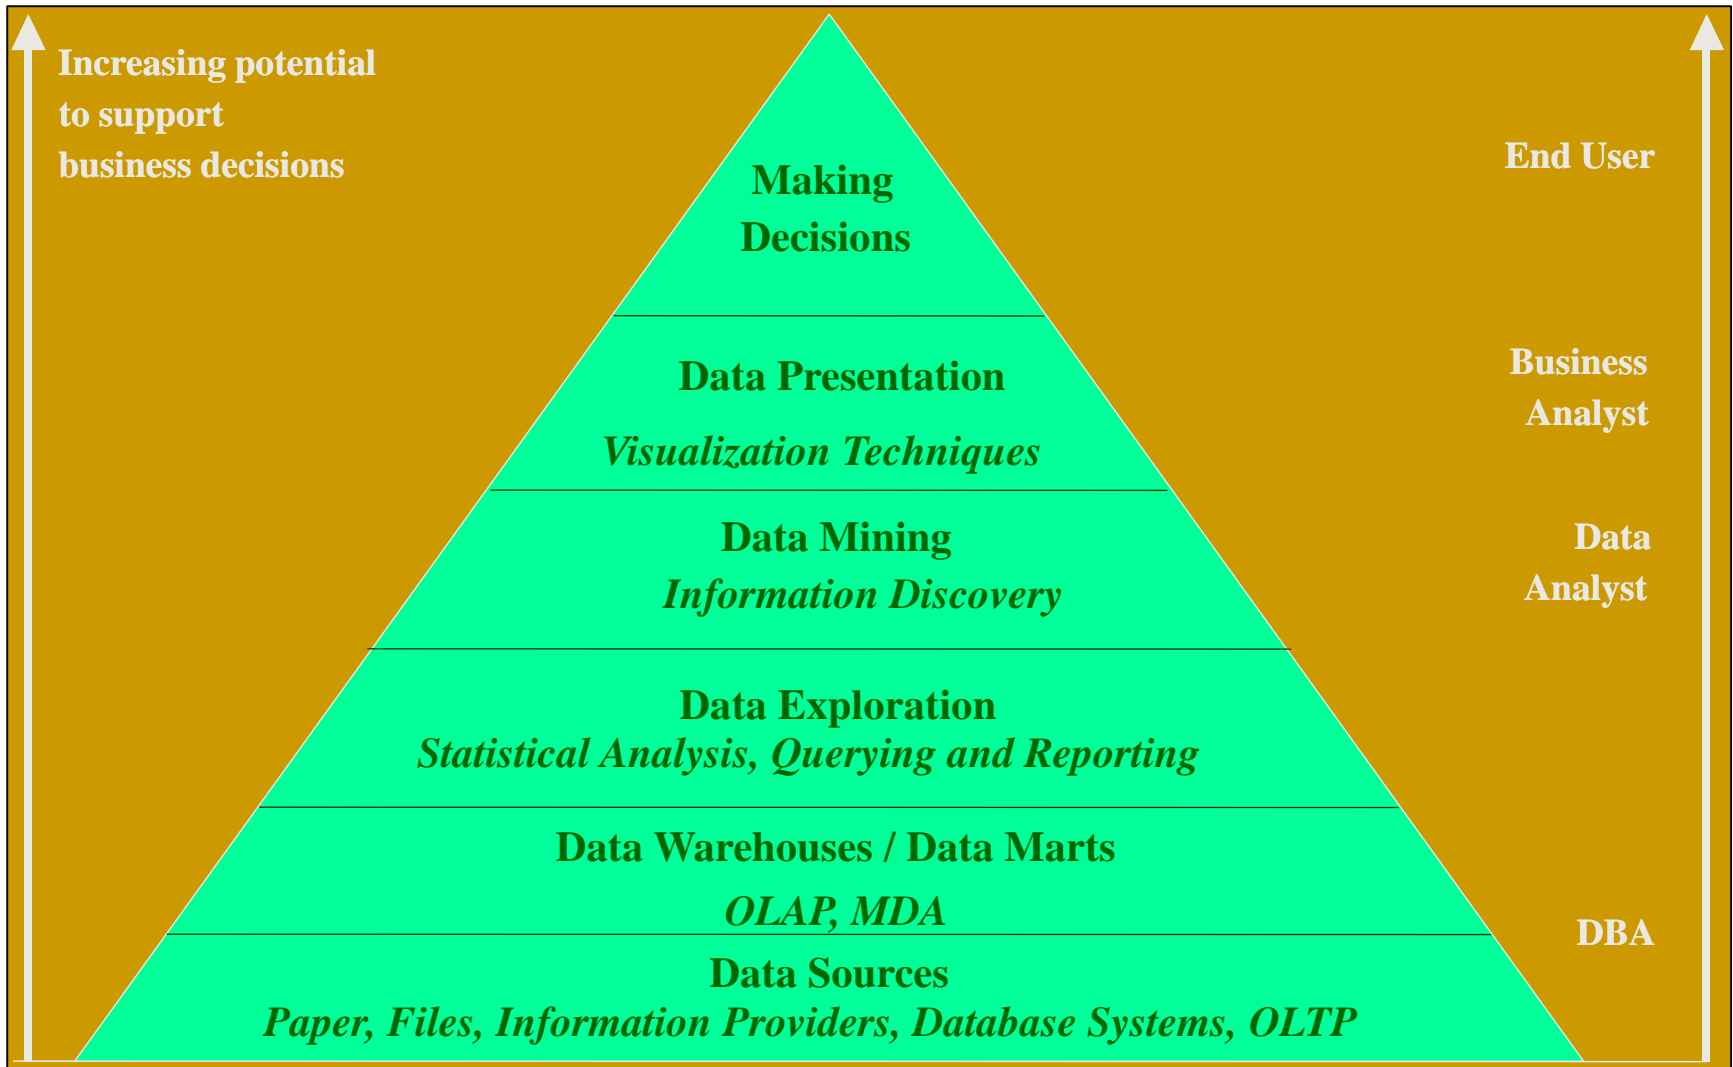 Increasing potential
to support
business decisions
End User
Making
Decisions
Business
Analyst
Data Presentation
Visualization Techniques
Data
Analyst
Data Mining
Information Discovery
Data Exploration
Statistical Analysis, Querying and Reporting
Data Warehouses / Data Marts
OLAP, MDA
DBA
Data Sources
Paper, Files, Information Providers, Database Systems, OLTP